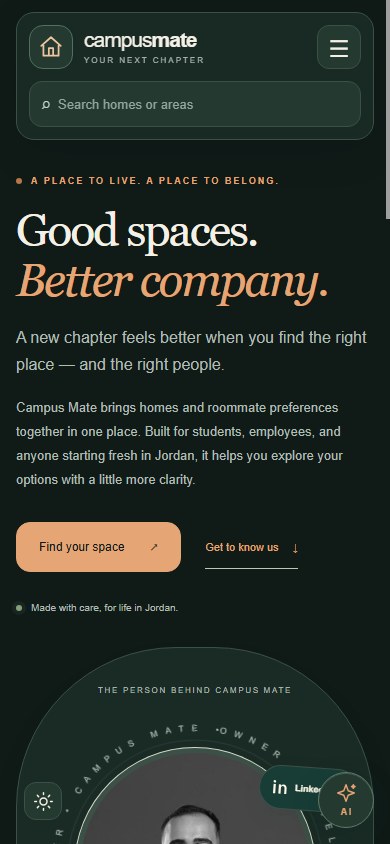 campusmate
YOUR NEXT CHAPTER
Search homes or areas
A PLACE TO LIVE. A PLACE TO BELONG.
Good spaces.
Better company.
A new chapter feels better when you find the right
place — and the right people.
Campus Mate brings homes and roommate preferences
together in one place. Built for students, employees, and
anyone starting fresh in Jordan, it helps you explore your
options with a little more clarity.
Find your space ↗
Get to know us ↓
Made with care, for life in Jordan.
THE PERSON BEHIND CAMPUS MATE
CAMPUS MATE • OWNER
in
AI